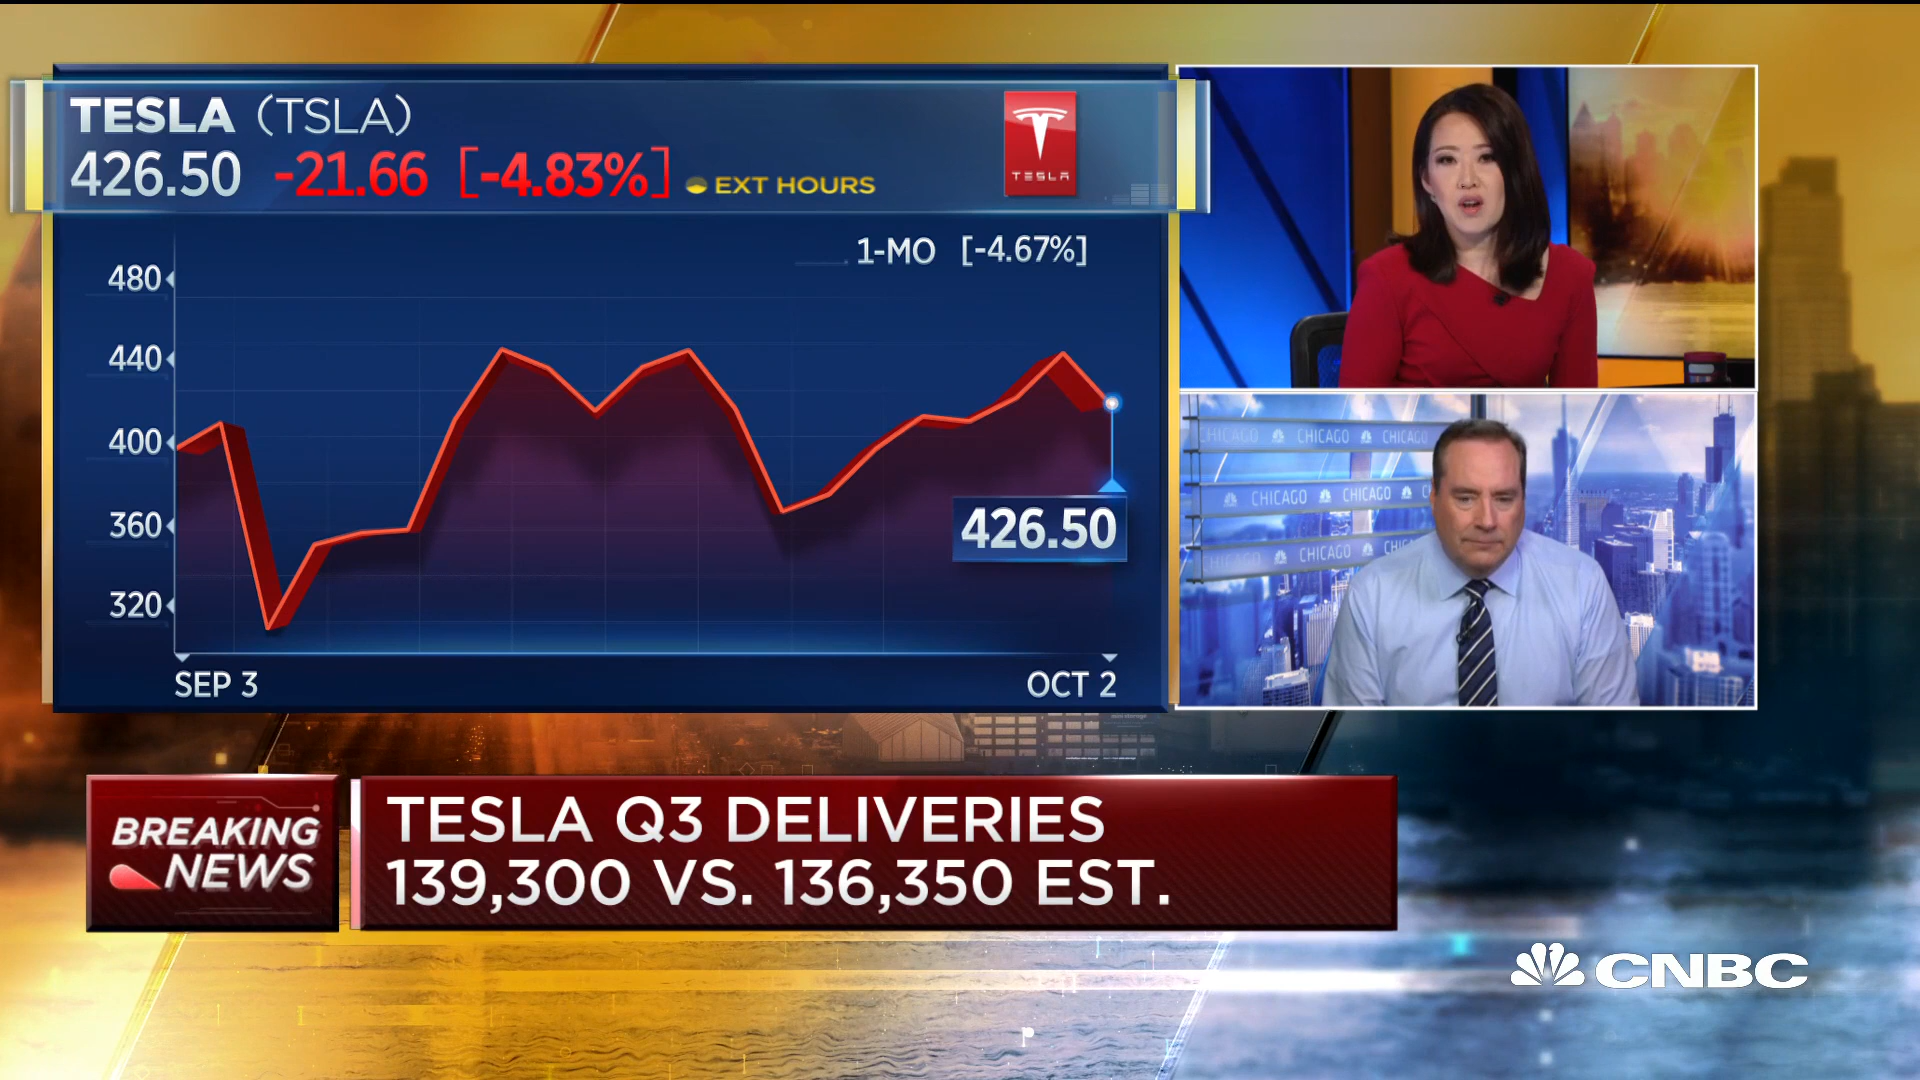 TESLA (TSLA)
426.50 -21.66 [-4.83%] EXT HOURS
TESLA
1-MO [-4.67%]
480
440
400
360
320
426.50
SEP 3
OCT 2
CHICAGO CHICAGO CHICAGO
CHICAGO CHICAGO
CHICAGO CHICAGO
BREAKING
NEWS
TESLA Q3 DELIVERIES
139,300 VS. 136,350 EST.
CNBC